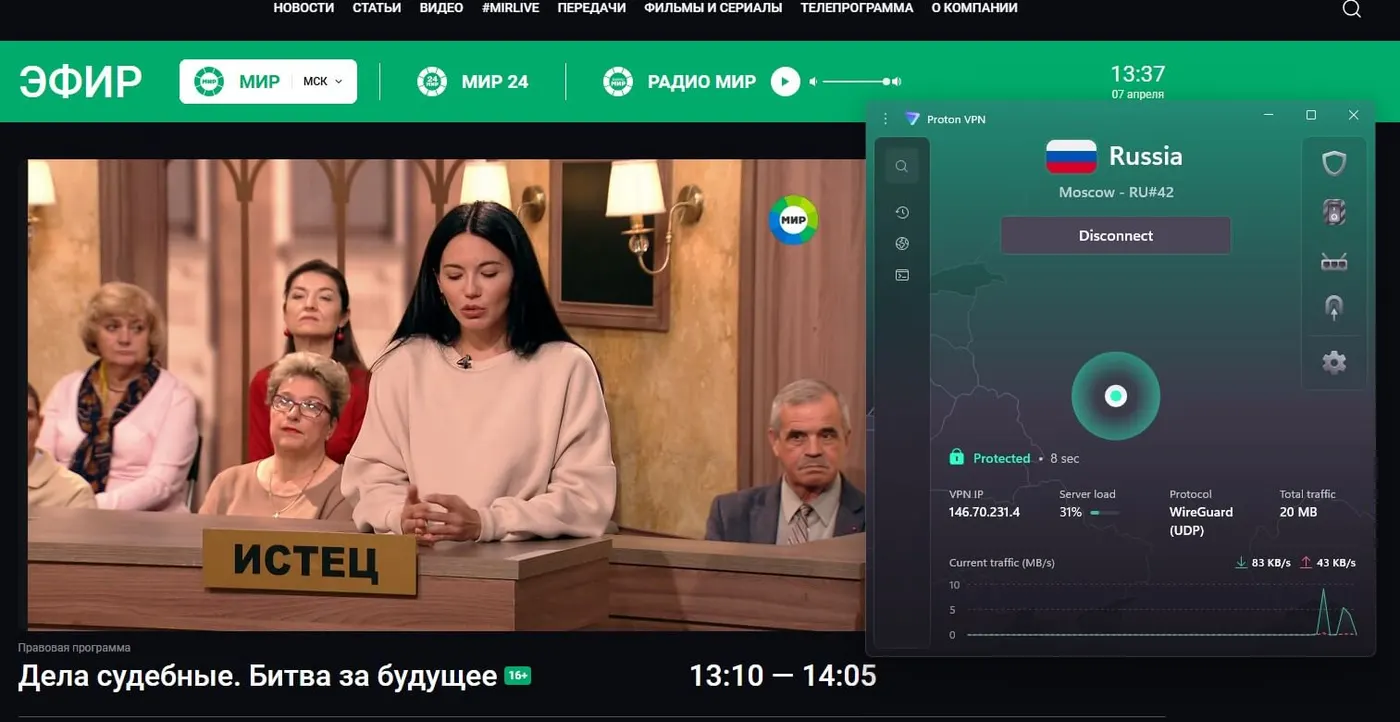 НОВОСТИ СТАТЬИ ВИДЕО #MIRLIVE ПЕРЕДАЧИ ФИЛЬМЫ И СЕРИАЛЫ ТЕЛЕПРОГРАММА О КОМПАНИИ
ЭФИР МИР МСК МИР 24 РАДИО МИР
13:37
07 апреля
МИР
ИСТЕЦ
Правовая программа
Дела судебные. Битва за будущее 16+ 13:10 — 14:05
Proton VPN
Russia
Moscow - RU#42
Disconnect
Protected • 8 sec
VPN IP Server load Protocol Total traffic
146.70.231.4 31% WireGuard 20 MB
(UDP)
Current traffic (MB/s) 83 KB/s 43 KB/s
10
5
0